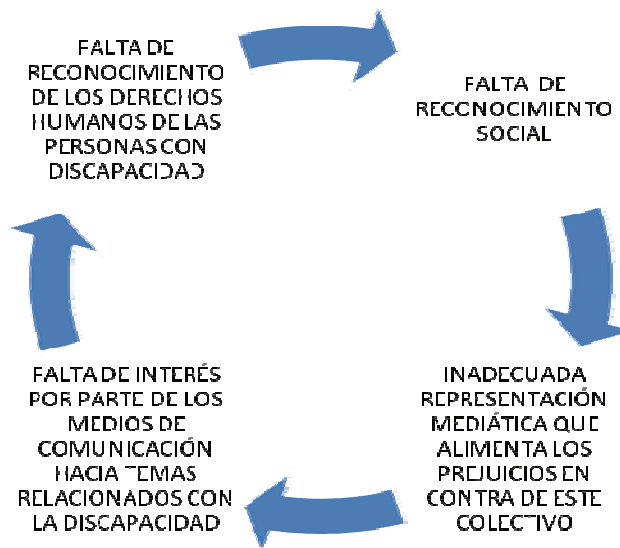 FALTA DE
RECONOCIMIENTO
DE LOS DERECHOS
HUMANOS DE LAS
PERSONAS CON
DISCAPACIDAD
FALTA DE
RECONOCIMIENTO
SOCIAL
INADECUADA
REPRESENTACIÓN
MEDIÁTICA QUE
ALIMENTA LOS
PREJUICIOS EN
CONTRA DE ESTE
COLECTIVO
FALTA DE INTERÉS
POR PARTE DE LOS
MEDIOS DE
COMUNICACIÓN
HACIA TEMAS
RELACIONADOS CON
LA DISCAPACIDAD